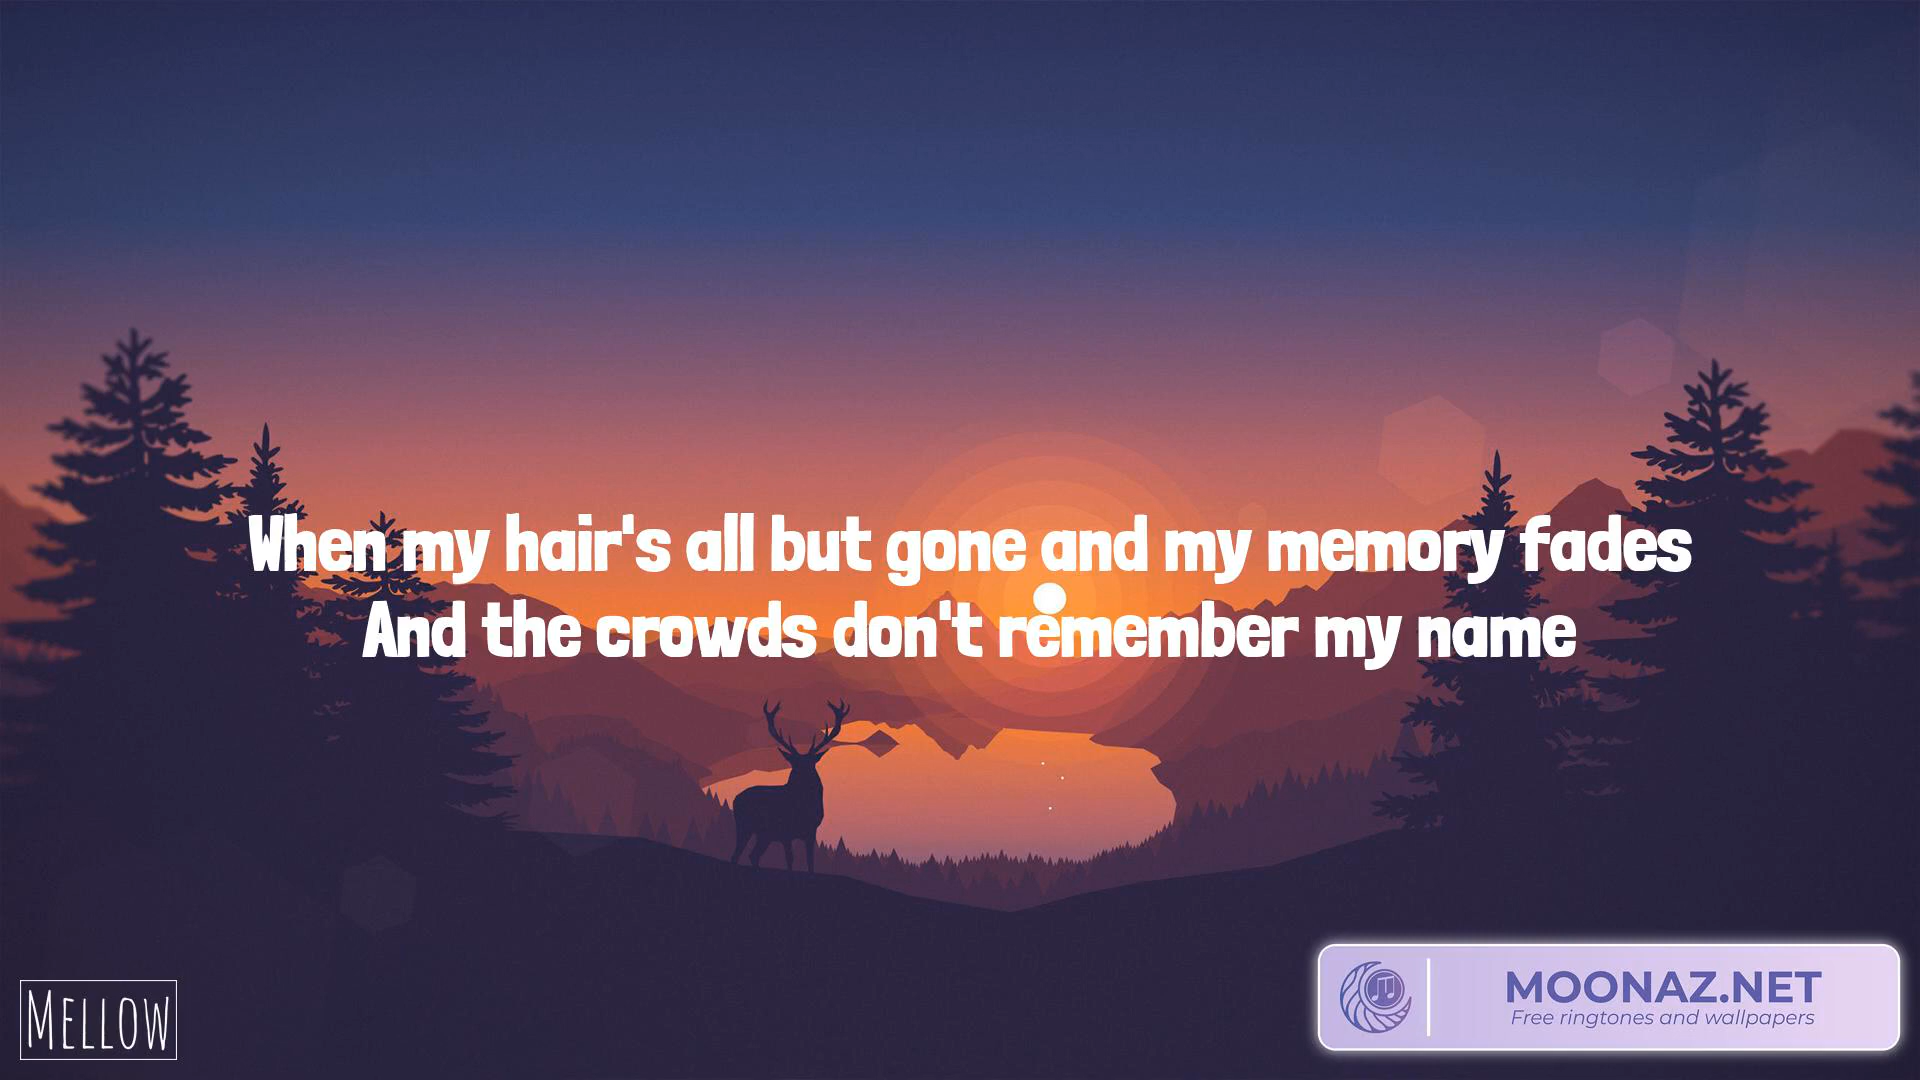 When my hair's all but gone and my memory fades
And the crowds don't remember my name
MELLOW
MOONAZ.NET
Free ringtones and wallpapers